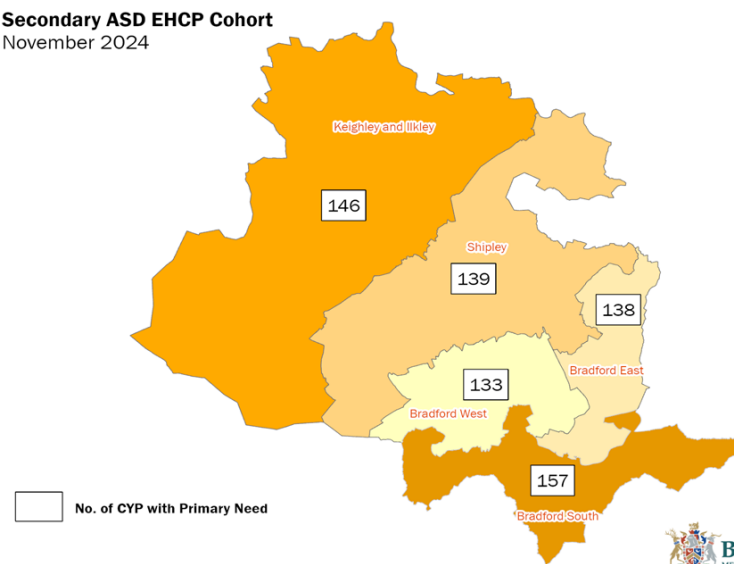 Secondary ASD EHCP Cohort
November 2024
Keighley and Ilkley
146
Shipley
139
138
Bradford East
133
Bradford West
157
Bradford South
No. of CYP with Primary Need